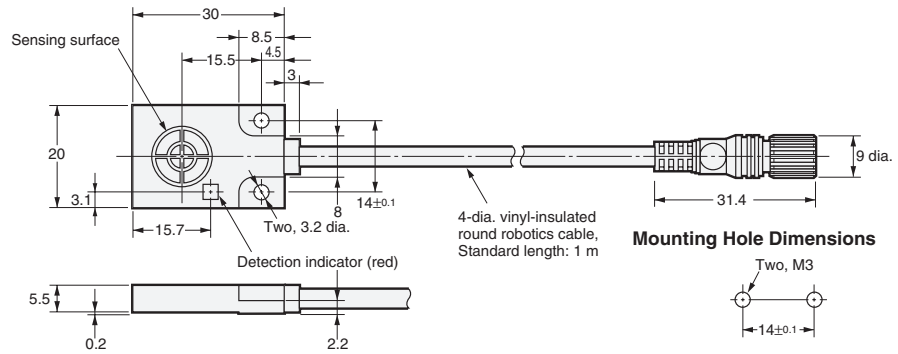 30
8.5
Sensing surface
15.5
4.5
3
20
9 dia.
3.1
8
14±0.1
31.4
Two, 3.2 dia.
15.7
4-dia. vinyl-insulated
round robotics cable,
Standard length: 1 m
Mounting Hole Dimensions
Detection indicator (red)
Two, M3
5.5
14±0.1
0.2
2.2